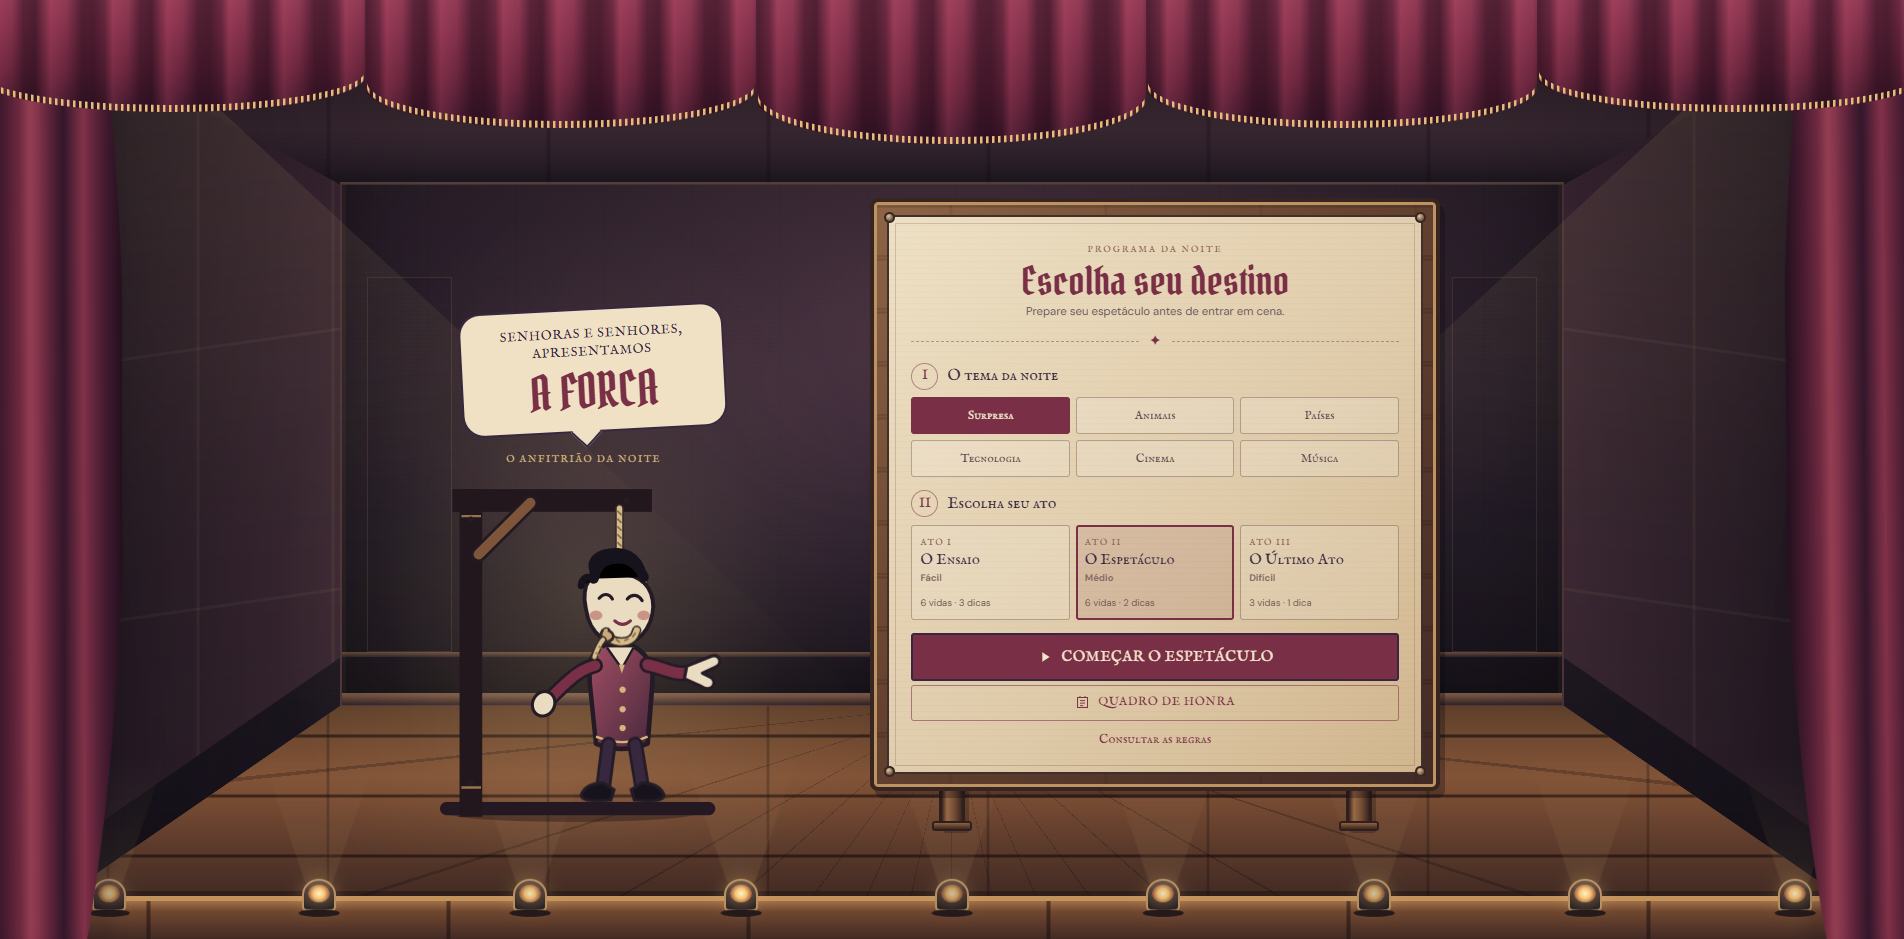 SENHORAS E SENHORES,
APRESENTAMOS
A FORCA
O ANFITRIÃO DA NOITE
PROGRAMA DA NOITE
Escolha seu destino
Prepare seu espetáculo antes de entrar em cena.
I O tema da noite
Surpresa
Animais
Países
Tecnologia
Cinema
Música
II Escolha seu ato
ATO I
O Ensaio
Fácil
6 vidas · 3 dicas
ATO II
O Espetáculo
Médio
6 vidas · 2 dicas
ATO III
O Último Ato
Difícil
3 vidas · 1 dica
COMEÇAR O ESPETÁCULO
QUADRO DE HONRA
Consultar as regras